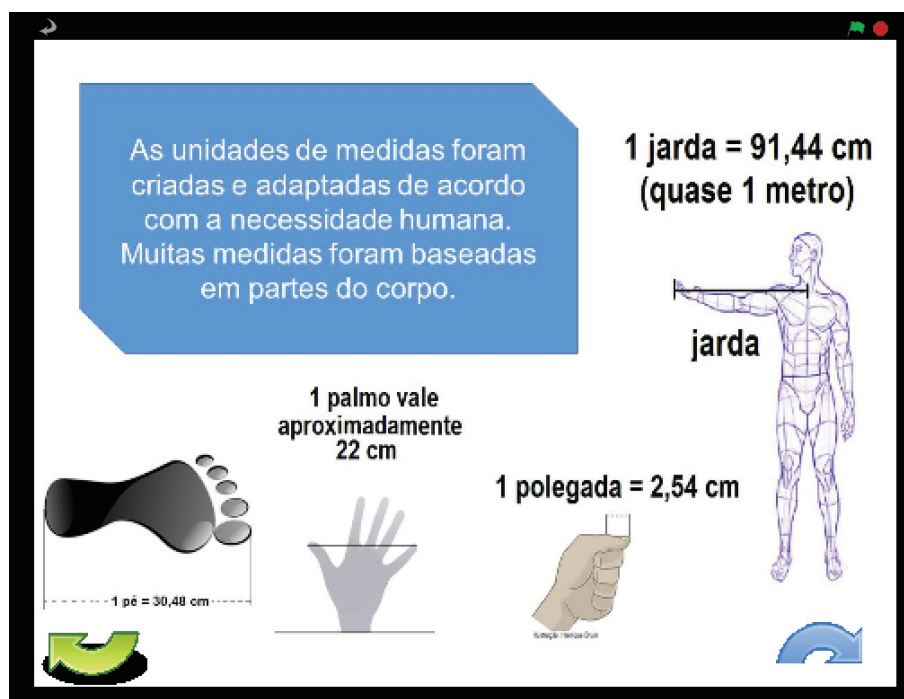 As unidades de medidas foram
criadas e adaptadas de acordo
com a necessidade humana.
Muitas medidas foram baseadas
em partes do corpo.
1 jarda = 91,44 cm
(quase 1 metro)
jarda
1 palmo vale
aproximadamente
22 cm
1 polegada = 2,54 cm
1 pé = 30,48 cm